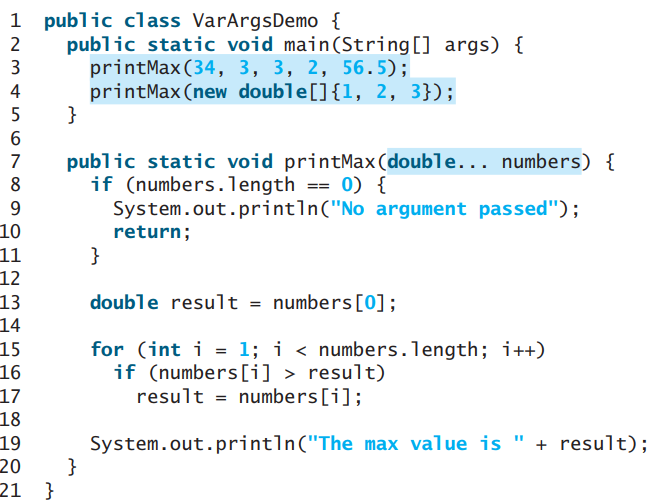 1 public class VarArgsDemo {
2   public static void main(String[] args) {
3     printMax(34, 3, 3, 2, 56.5);
4     printMax(new double[]{1, 2, 3});
5   }
6
7   public static void printMax(double... numbers) {
8     if (numbers.length == 0) {
9       System.out.println("No argument passed");
10       return;
11     }
12
13     double result = numbers[0];
14
15     for (int i = 1; i < numbers.length; i++)
16       if (numbers[i] > result)
17         result = numbers[i];
18
19     System.out.println("The max value is " + result);
20   }
21 }